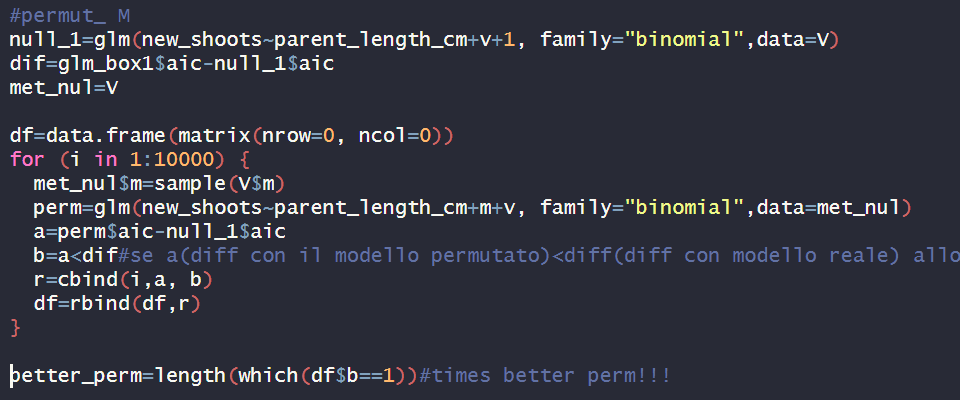 #permut_ M
null_1=glm(new_shoots~parent_length_cm+v+1, family="binomial",data=V)
dif=glm_box1$aic-null_1$aic
met_nul=V
df=data.frame(matrix(nrow=0, ncol=0))
for (i in 1:10000) {
met_nul$m=sample(V$m)
perm=glm(new_shoots~parent_length_cm+m+v, family="binomial",data=met_nul)
a=perm$aic-null_1$aic
b=a<dif#se a(diff con il modello permutato)<diff(diff con modello reale) allo
r=cbind(i,a, b)
df=rbind(df,r)
}
better_perm=length(which(df$b==1))#times better perm!!!